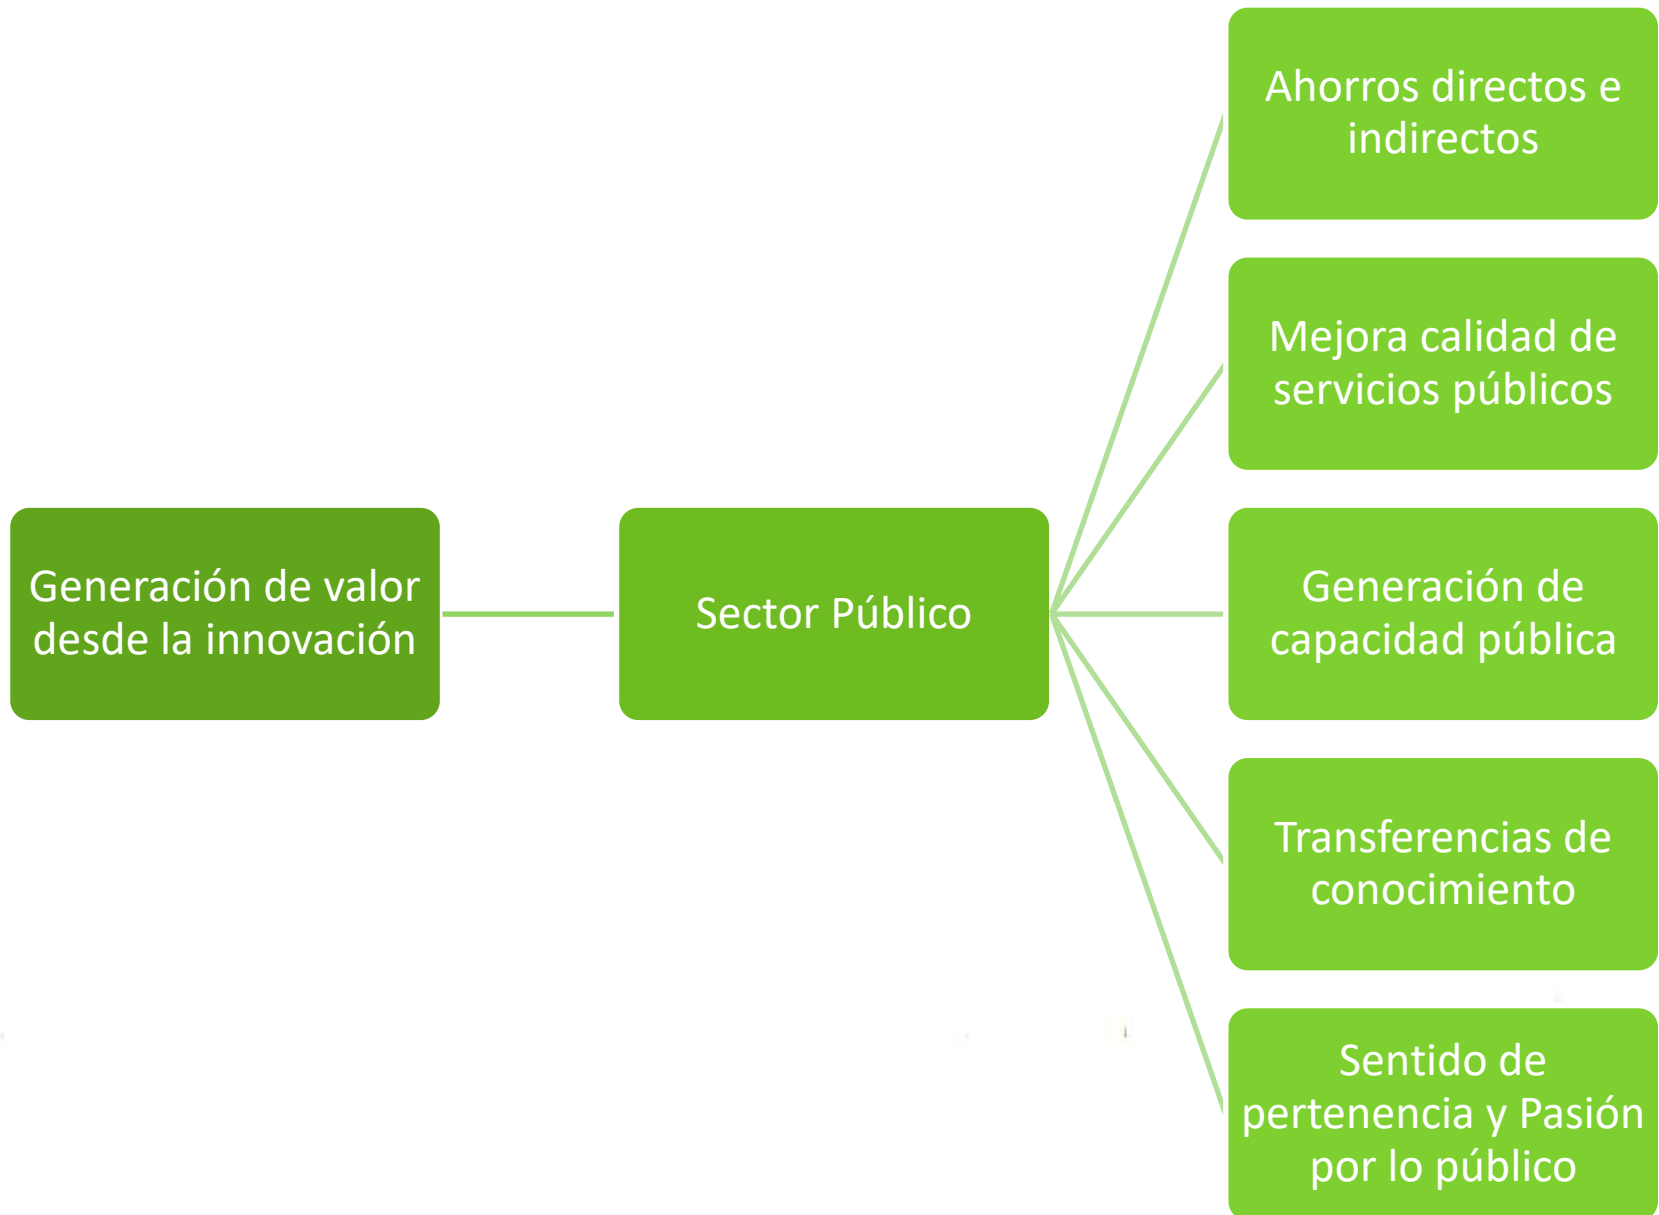 Generación de valor
desde la innovación
Sector Público
Ahorros directos e
indirectos
Mejora calidad de
servicios públicos
Generación de
capacidad pública
Transferencias de
conocimiento
Sentido de
pertenencia y Pasión
por lo público